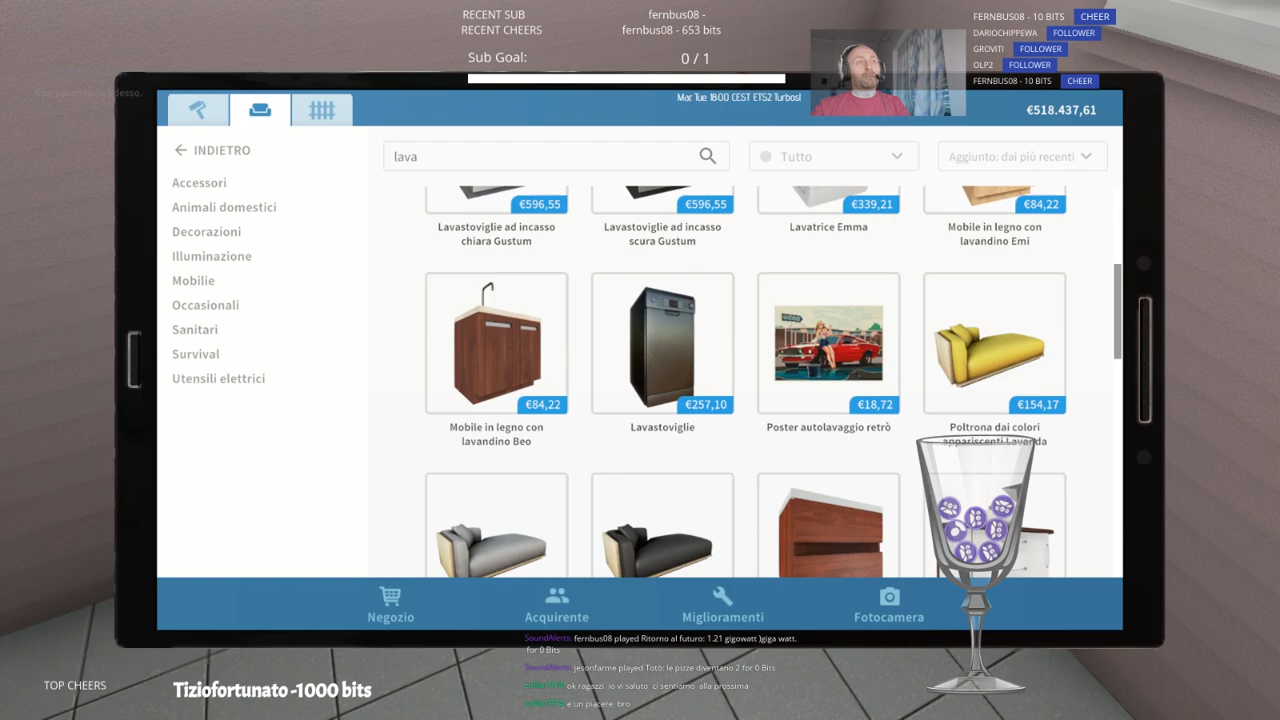 RECENT SUB
fernbus08 -
RECENT CHEERS
fernbus08 - 653 bits
Sub Goal:
0 / 1
FERNBUS08 - 10 BITS CHEER
DARIOCHIPPEWA FOLLOWER
GROVITI FOLLOWER
OLP2 FOLLOWER
FERNBUS08 - 10 BITS CHEER
Mar Tue 18:00 CEST ETS2 Turbos!
€518.437,61
INDIETRO
Accessori
Animali domestici
Decorazioni
Illuminazione
Mobilie
Occasionali
Sanitari
Survival
Utensili elettrici
lava
Tutto
Aggiunto: dai più recenti
€596,55
€596,55
€339,21
€84,22
Lavastoviglie ad incasso
chiara Gustum
Lavastoviglie ad incasso
scura Gustum
Lavatrice Emma
Mobile in legno con
lavandino Emi
€84,22
€257,10
€18,72
€154,17
Mobile in legno con
lavandino Beo
Lavastoviglie
Poster autolavaggio retrò
Poltrona dai colori
appariscenti Lavanda
Negozio
Acquirente
Miglioramenti
Fotocamera
SoundAlerts: fernbus08 played Ritorno al futuro: 1.21 gigowatt )giga watt.
for 0 Bits
SoundAlerts: jesonfarme played Totò: le pizze diventano 2 for 0 Bits
ok ragazzi io vi saluto ci sentiamo alla prossima
e un piacere bro
TOP CHEERS
Tiziofortunato -1000 bits